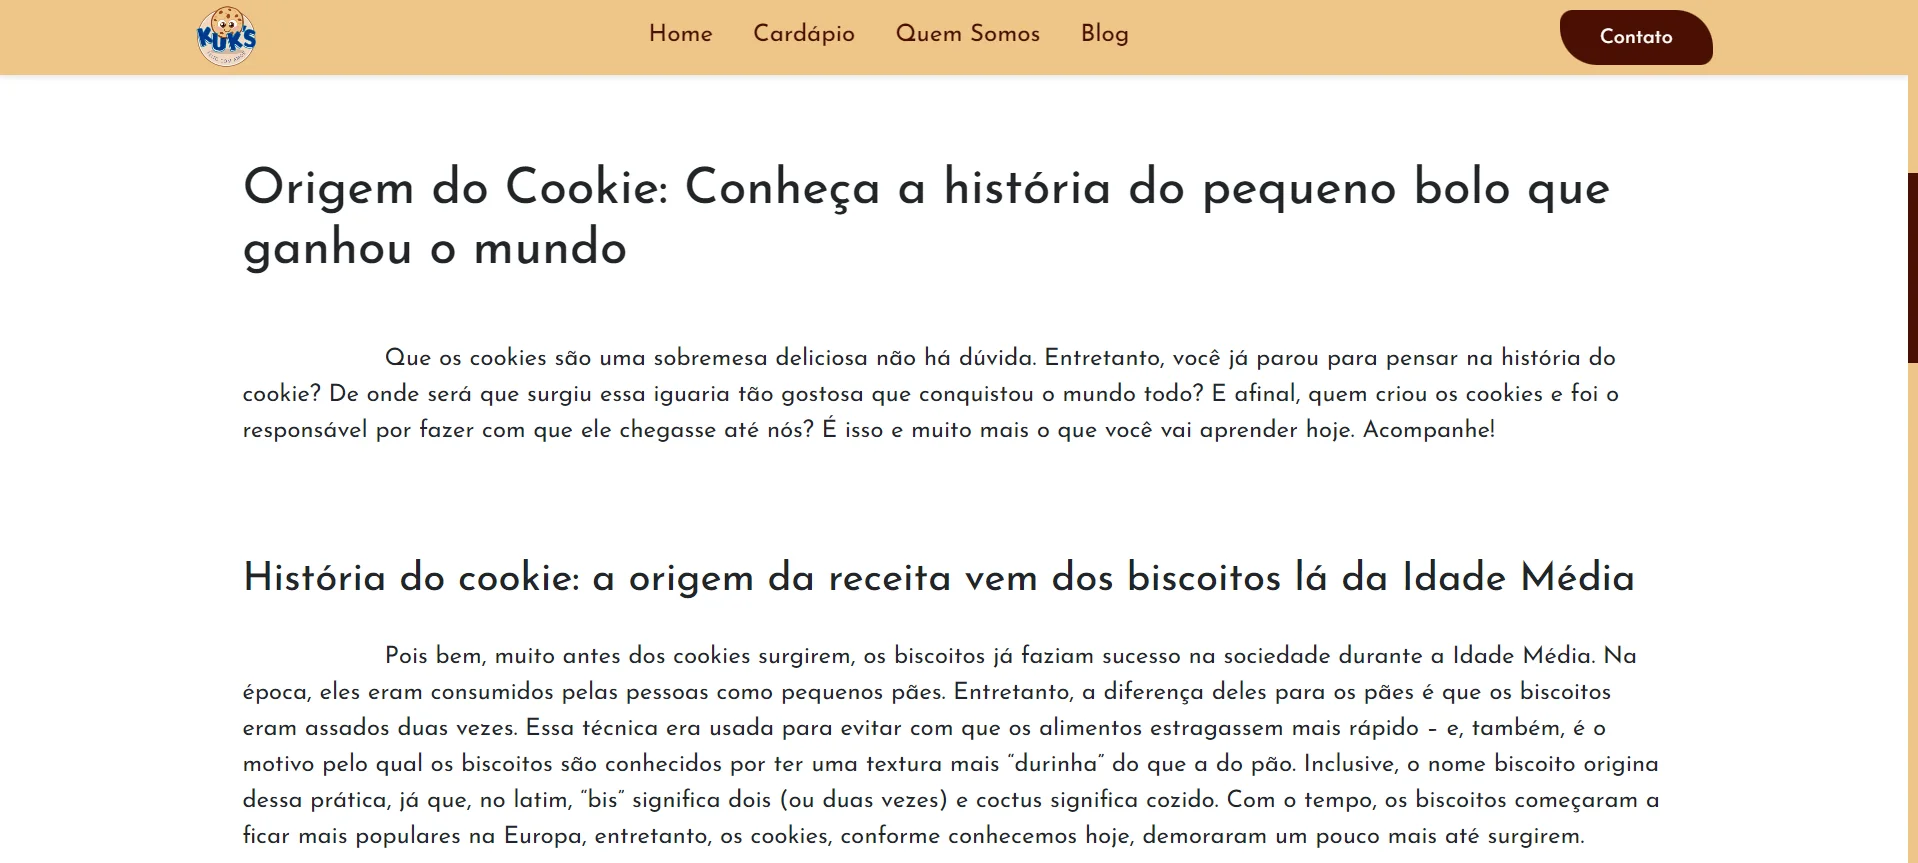 KUK'S
Home
Cardápio
Quem Somos
Blog
Contato
Origem do Cookie: Conheça a história do pequeno bolo que
ganhou o mundo
Que os cookies são uma sobremesa deliciosa não há dúvida. Entretanto, você já parou para pensar na história do
cookie? De onde será que surgiu essa iguaria tão gostosa que conquistou o mundo todo? E afinal, quem criou os cookies e foi o
responsável por fazer com que ele chegasse até nós? É isso e muito mais o que você vai aprender hoje. Acompanhe!
História do cookie: a origem da receita vem dos biscoitos lá da Idade Média
Pois bem, muito antes dos cookies surgirem, os biscoitos já faziam sucesso na sociedade durante a Idade Média. Na
época, eles eram consumidos pelas pessoas como pequenos pães. Entretanto, a diferença deles para os pães é que os biscoitos
eram assados duas vezes. Essa técnica era usada para evitar com que os alimentos estragassem mais rápido – e, também, é o
motivo pelo qual os biscoitos são conhecidos por ter uma textura mais “durinha” do que a do pão. Inclusive, o nome biscoito origina
dessa prática, já que, no latim, “bis” significa dois (ou duas vezes) e coctus significa cozido. Com o tempo, os biscoitos começaram a
ficar mais populares na Europa, entretanto, os cookies, conforme conhecemos hoje, demoraram um pouco mais até surgirem.